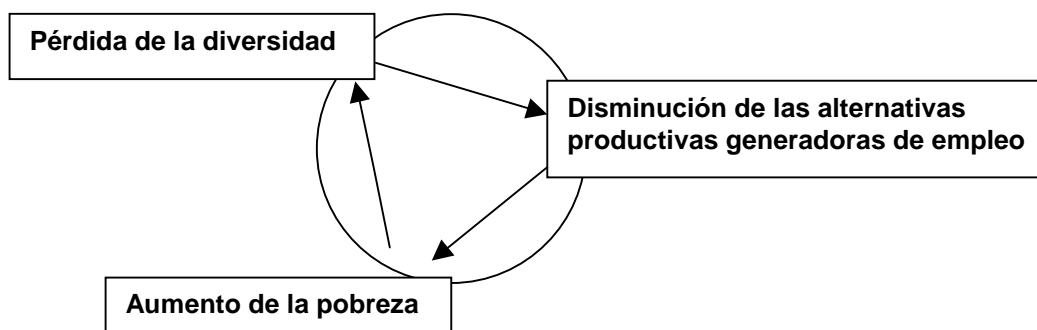 Pérdida de la diversidad
Disminución de las alternativas
productivas generadoras de empleo
Aumento de la pobreza